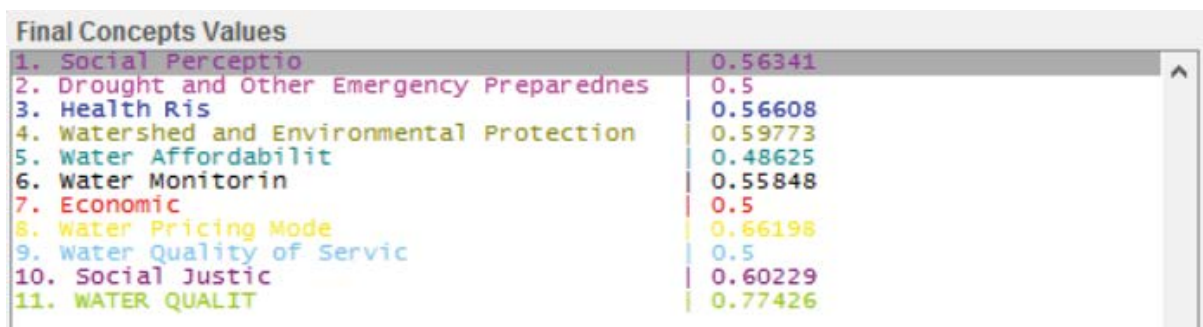 Final Concepts Values
1. Social Perceptio | 0.56341
2. Drought and Other Emergency Preparednes | 0.5
3. Health Ris | 0.56608
4. Watershed and Environmental Protection | 0.59773
5. Water Affordabilit | 0.48625
6. Water Monitorin | 0.55848
7. Economic | 0.5
8. Water Pricing Mode | 0.66198
9. Water Quality of Servic | 0.5
10. Social Justic | 0.60229
11. WATER QUALIT | 0.77426